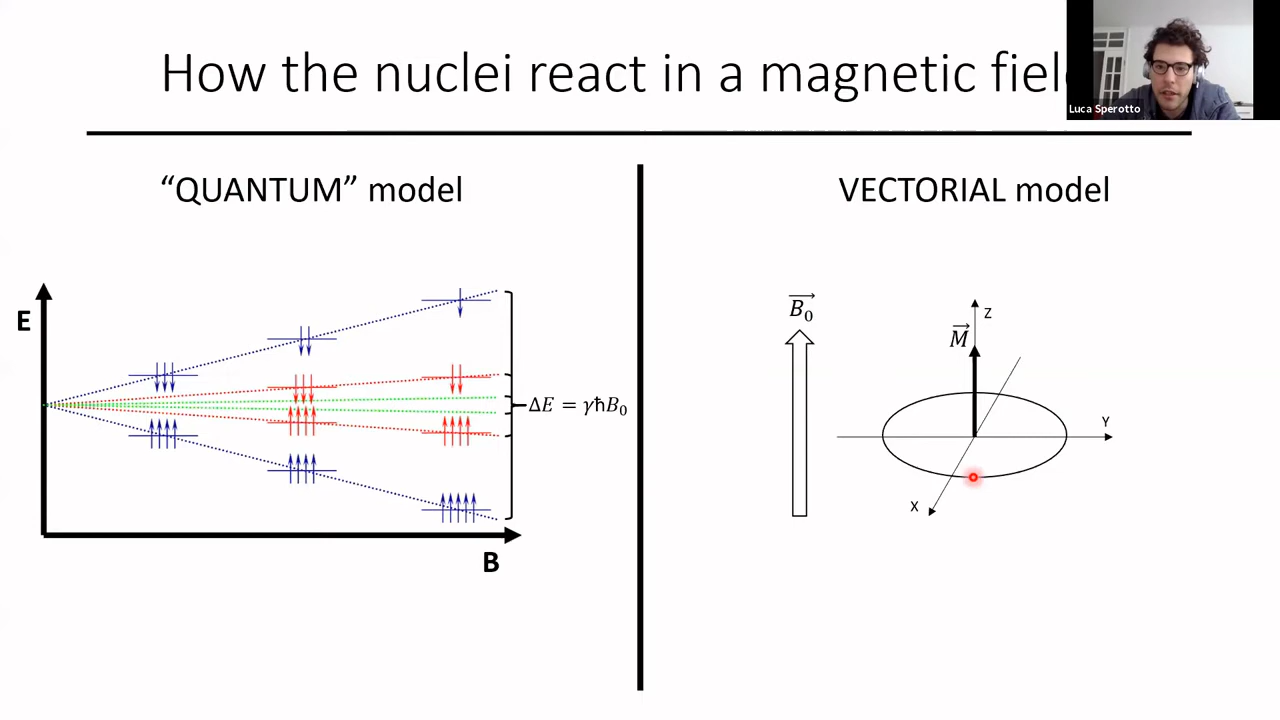 How the nuclei react in a magnetic fiel
Luca Sperotto
“QUANTUM” model
VECTORIAL model
E
ΔE = γħB₀
B
B₀
M
Z
Y
X